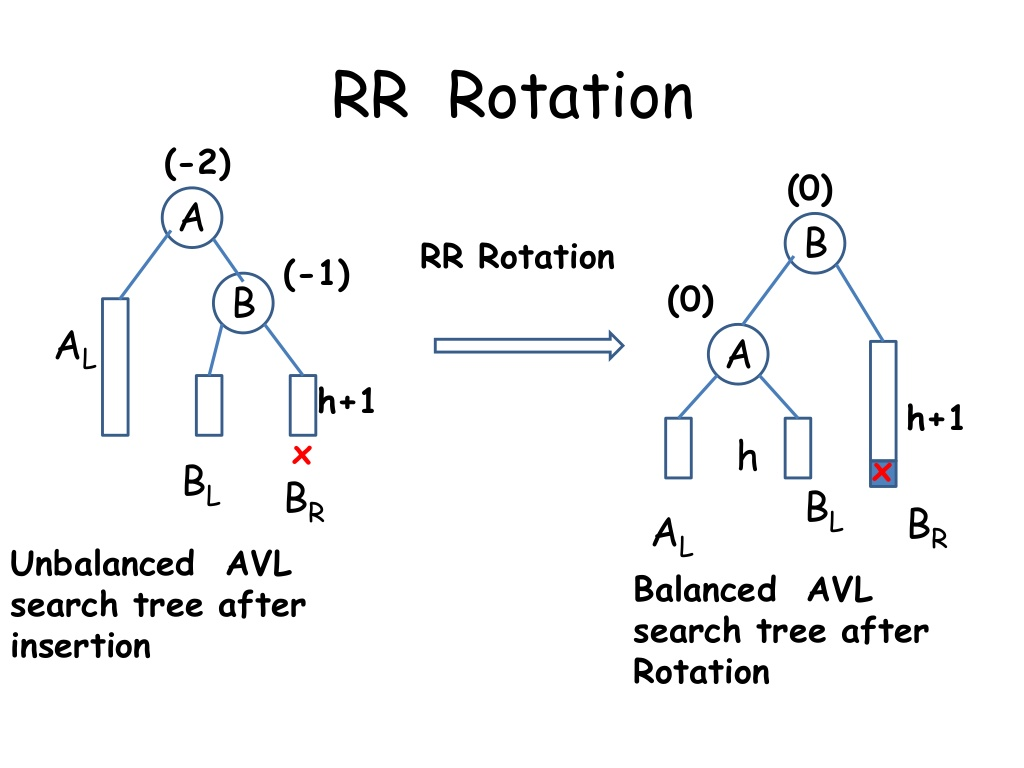 RR Rotation
(-2)
A
(-1)
B
A_L
h+1
x
B_L
B_R
Unbalanced AVL
search tree after
insertion
RR Rotation
(0)
B
(0)
A
h+1
h
x
B_L
B_R
A_L
Balanced AVL
search tree after
Rotation